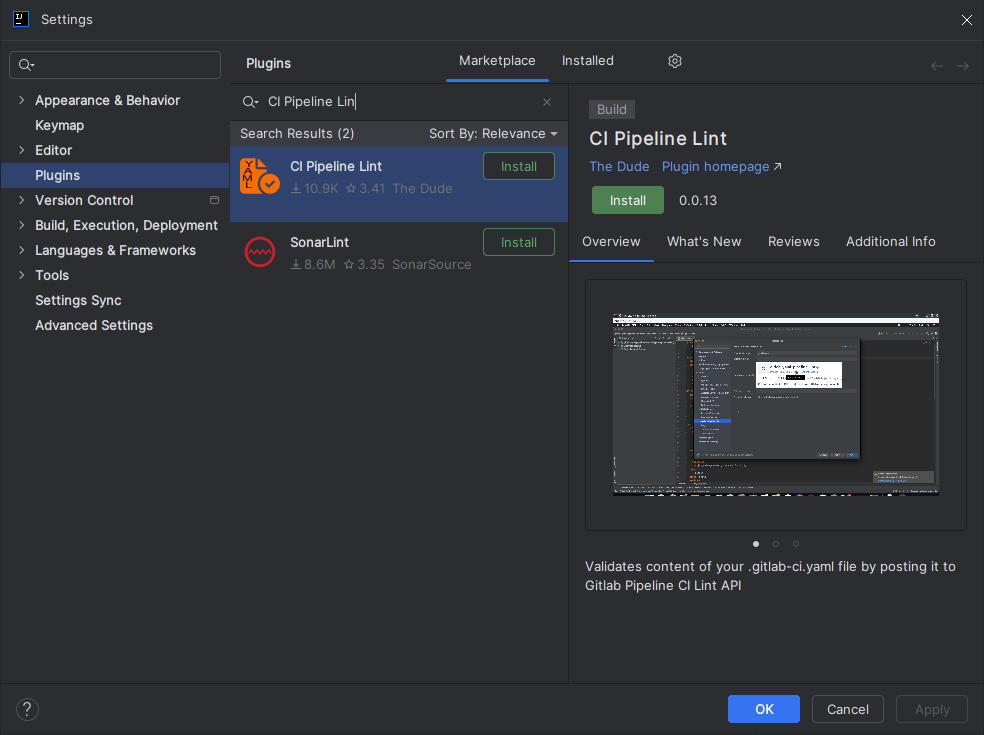 Settings
Plugins
Marketplace
Installed
Appearance & Behavior
Keymap
Editor
Plugins
Version Control
Build, Execution, Deployment
Languages & Frameworks
Tools
Settings Sync
Advanced Settings
CI Pipeline Lin
Search Results (2)
Sort By: Relevance
YAML
CI Pipeline Lint
Install
10.9K 3.41 The Dude
SonarLint
Install
8.6M 3.35 SonarSource
Build
CI Pipeline Lint
The Dude Plugin homepage
Install
0.0.13
Overview
What's New
Reviews
Additional Info
Validates content of your .gitlab-ci.yaml file by posting it to
Gitlab Pipeline CI Lint API
?
OK
Cancel
Apply